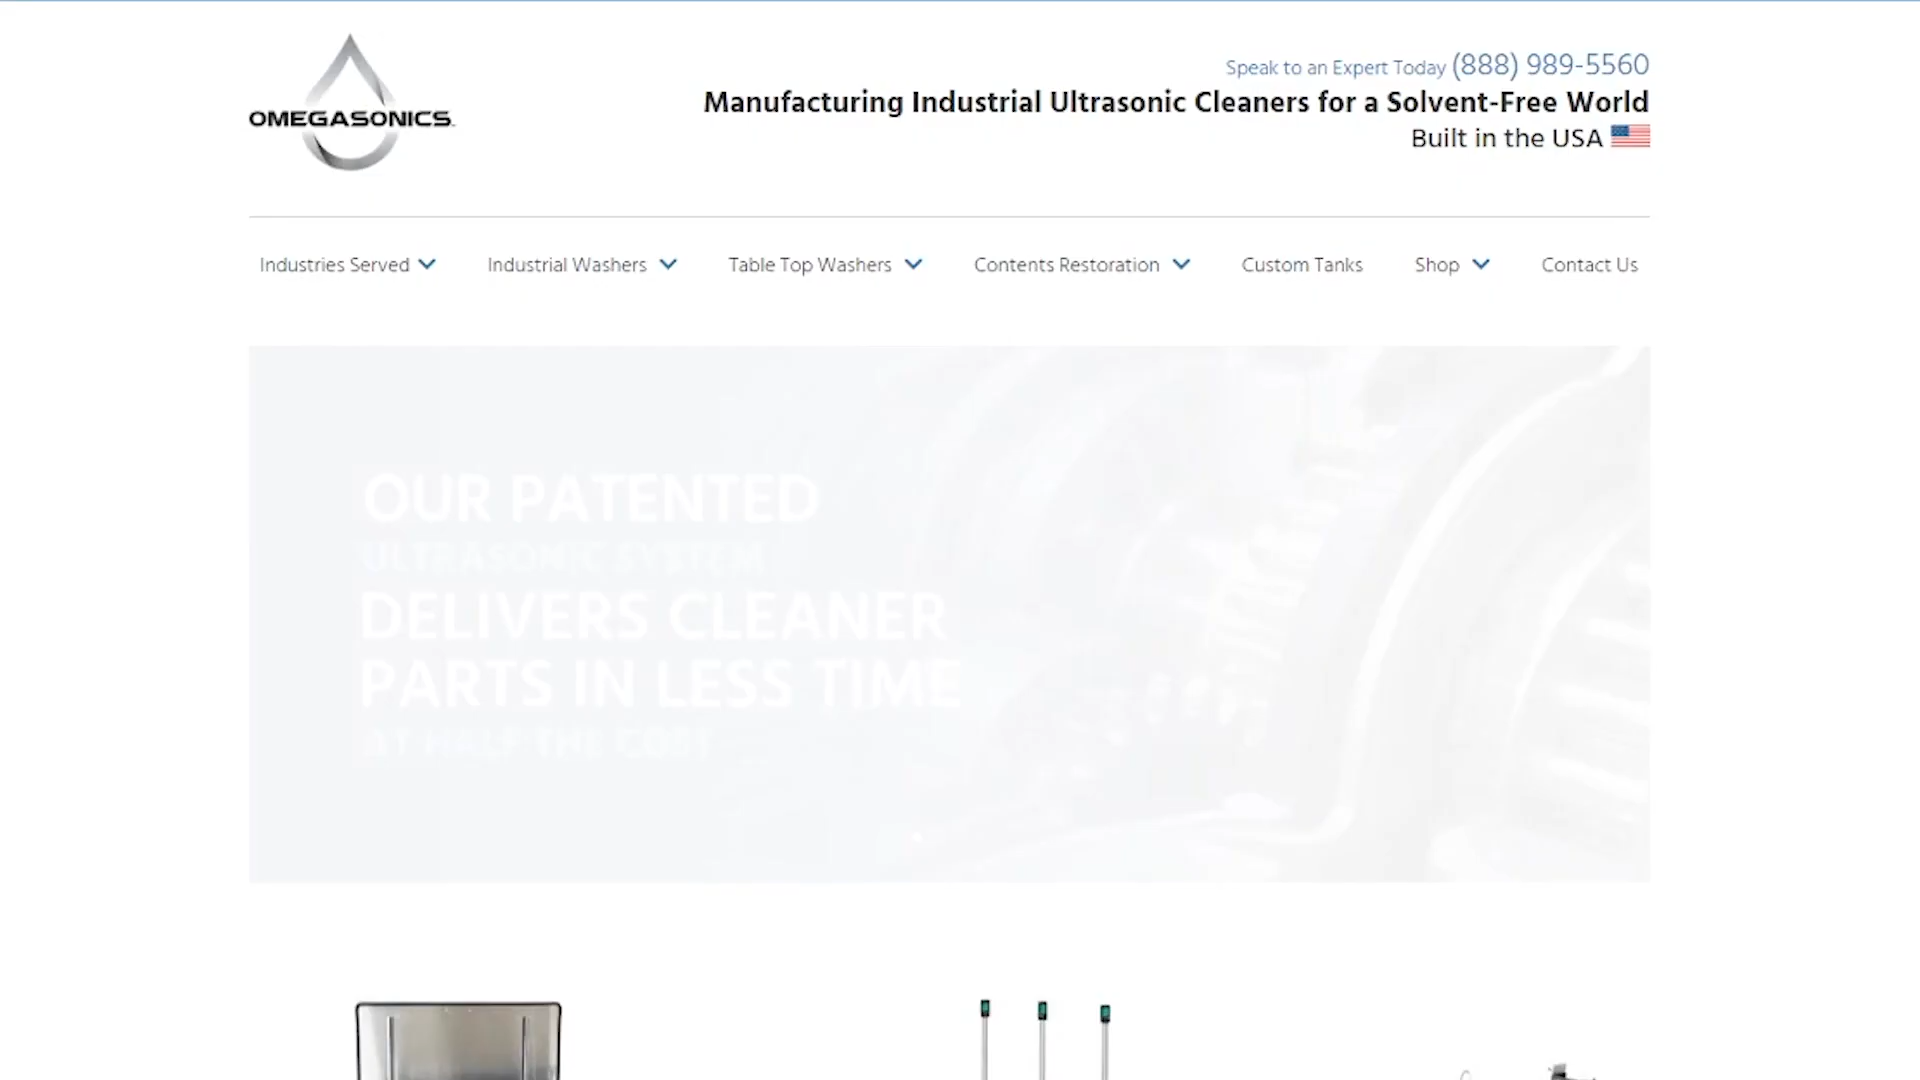 OMEGASONICS
Speak to an Expert Today (888) 989-5560
Manufacturing Industrial Ultrasonic Cleaners for a Solvent-Free World
Built in the USA
Industries Served
Industrial Washers
Table Top Washers
Contents Restoration
Custom Tanks
Shop
Contact Us
OUR PATENTED
ULTRASONIC SYSTEM
DELIVERS CLEANER
PARTS IN LESS TIME
AT HALF THE COST